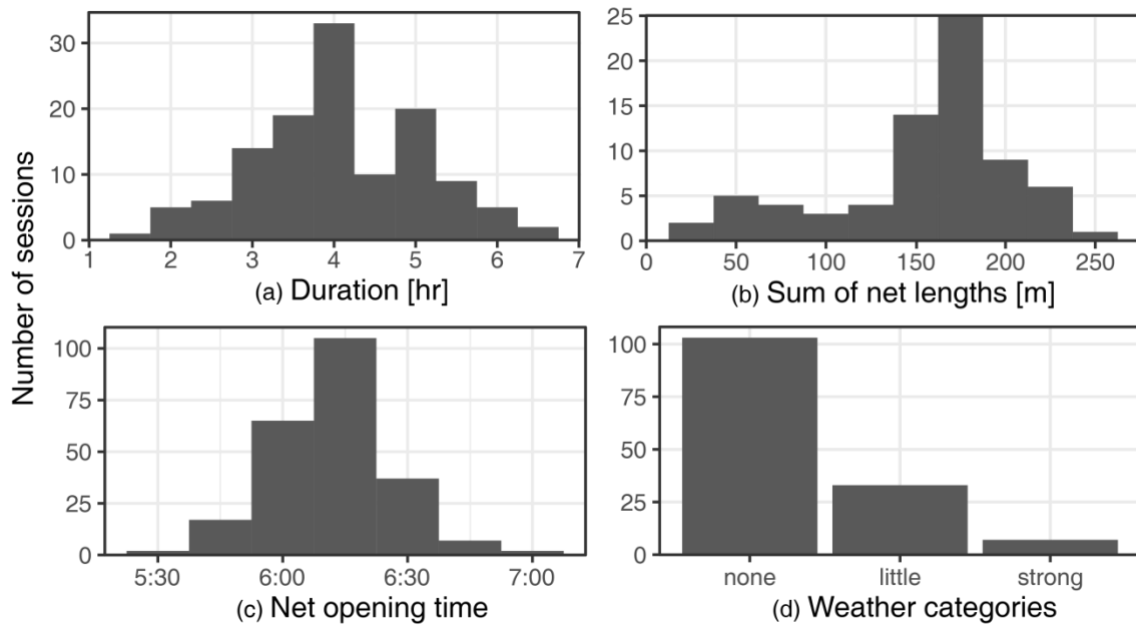 Number of sessions
30
20
10
0
1 2 3 4 5 6 7
(a) Duration [hr]
25
20
15
10
5
0
0 50 100 150 200 250
(b) Sum of net lengths [m]
100
75
50
25
0
5:30 6:00 6:30 7:00
(c) Net opening time
100
75
50
25
0
none little strong
(d) Weather categories